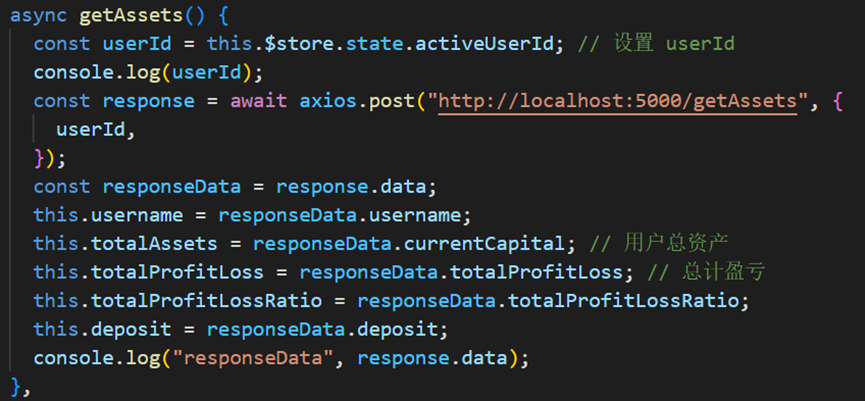 async getAssets() {
const userId = this.$store.state.activeUserId; // 设置 userId
console.log(userId);
const response = await axios.post("http://localhost:5000/getAssets", {
userId,
});
const responseData = response.data;
this.username = responseData.username;
this.totalAssets = responseData.currentCapital; // 用户总资产
this.totalProfitLoss = responseData.totalProfitLoss; // 总计盈亏
this.totalProfitLossRatio = responseData.totalProfitLossRatio;
this.deposit = responseData.deposit;
console.log("responseData", response.data);
},